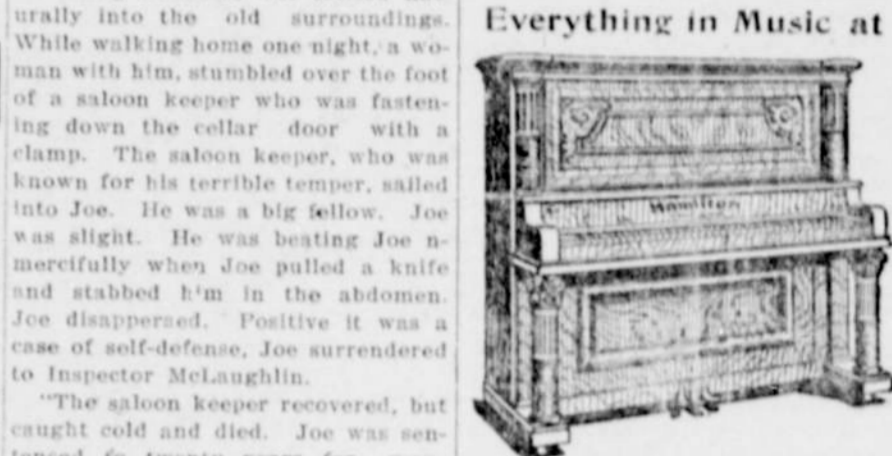 urally into the old surroundings.
While walking home one night, a wo-
man with him, stumbled over the foot
of a saloon keeper who was fasten-
ing down the cellar door with a
clamp. The saloon keeper, who was
known for his terrible temper, sailed
into Joe. He was a big fellow. Joe
was slight. He was beating Joe n-
mercifully when Joe pulled a knife
and stabbed h'm in the abdomen.
Joe disappersed. Positive it was a
case of self-defense, Joe surrendered
to Inspector McLaughlin.
"The saloon keeper recovered, but
caught cold and died. Joe was sen-
Everything in Music at
Hamilton